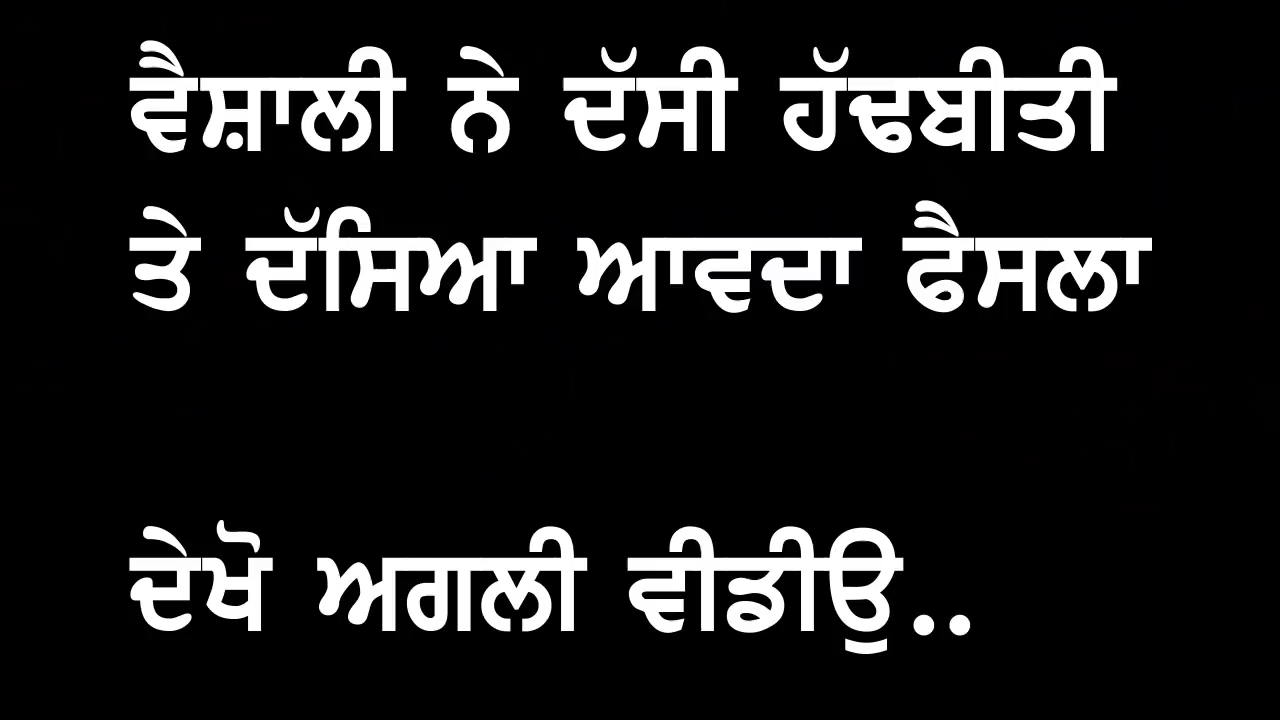 ਵੈਸ਼ਾਲੀ ਨੇ ਦੱਸੀ ਹੱਢਬੀਤੀ
ਤੇ ਦੱਸਿਆ ਆਵਦਾ ਫੈਸਲਾ
ਦੇਖੋ ਅਗਲੀ ਵੀਡੀਉ..